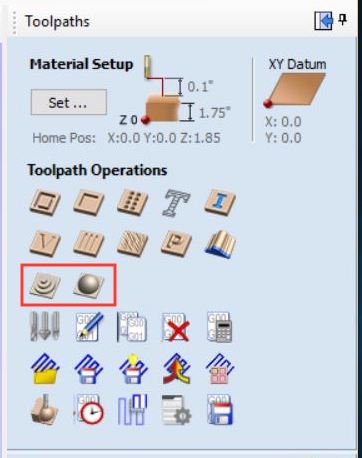 Toolpaths
Material Setup
XY Datum
0.1"
Set ...
1.75"
Z 0
X: 0.0
Home Pos: X:0.0 Y:0.0 Z:1.85
Y: 0.0
Toolpath Operations